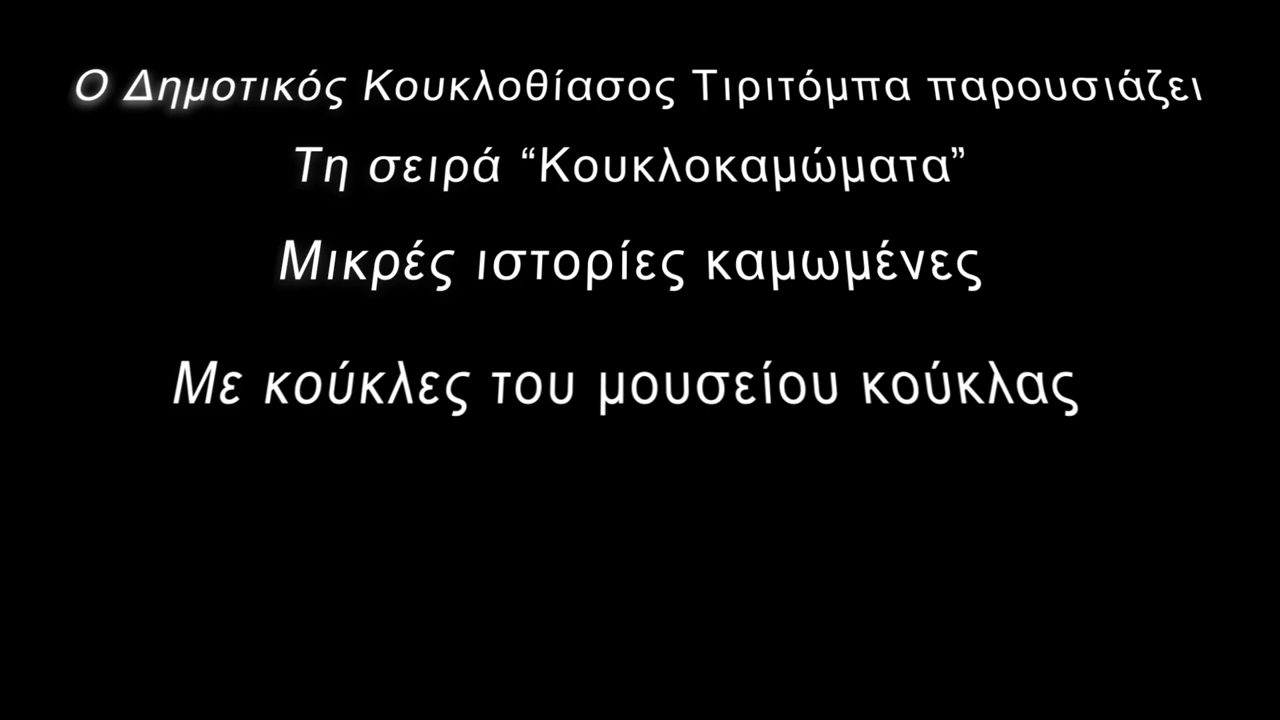 Ο Δημοτικός Κουκλοθίασος Τιριτόμπα παρουσιάζει
Τη σειρά “Κουκλοκαμώματα”
Μικρές ιστορίες καμωμένες
Με κούκλες του μουσείου κούκλας